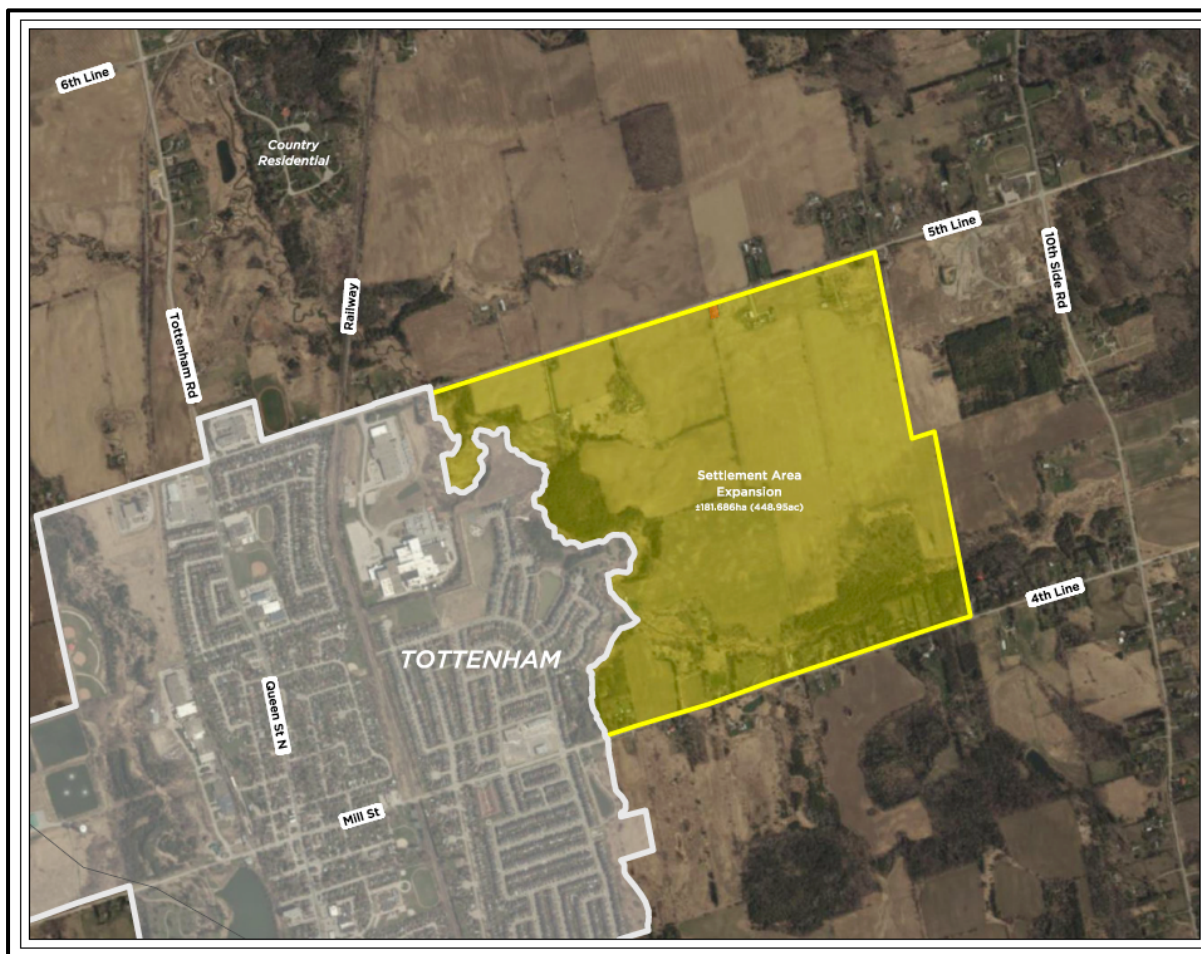 6th Line
Country
Residential
5th Line
10th Side Rd
Railway
Tottenham Rd
Settlement Area
Expansion
±181.686ha (448.95ac)
4th Line
TOTTENHAM
Queen St N
Mill St